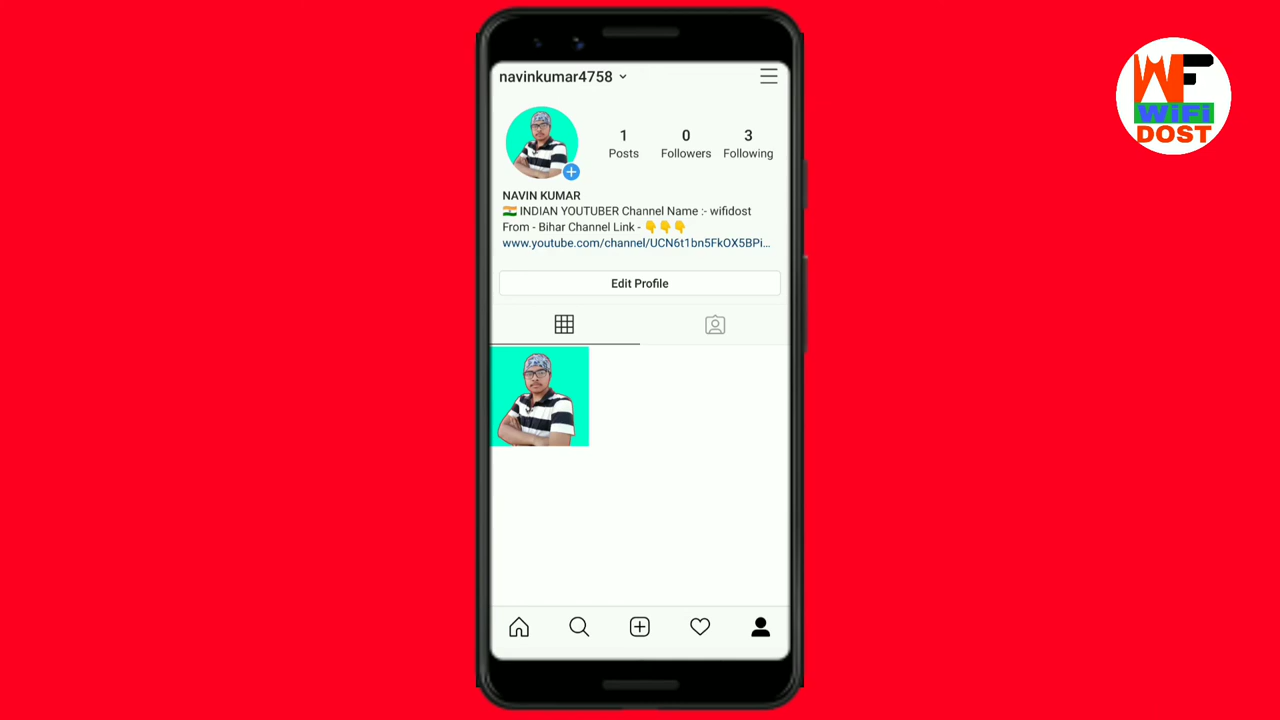 navinkumar4758
1 0 3
Posts Followers Following
NAVIN KUMAR
🇮🇳 INDIAN YOUTUBER Channel Name :- wifidost
From - Bihar Channel Link - 👇👇👇
www.youtube.com/channel/UCN6t1bn5FkOX5BPi...
Edit Profile
WF
WiFi
DOST